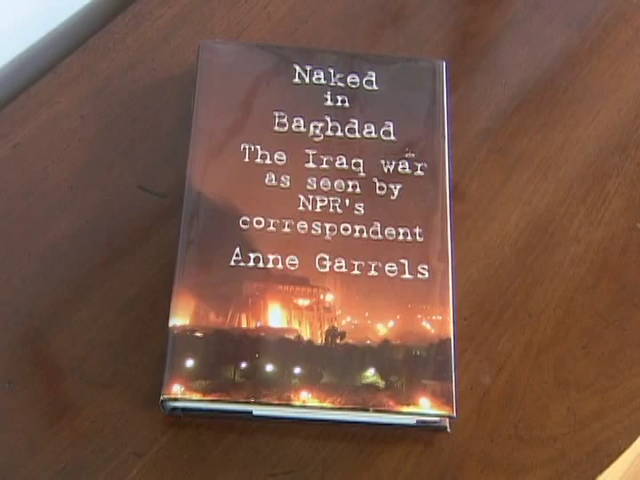 Naked
in
Baghdad
The Iraq war
as seen by
NPR's
correspondent
Anne Garrels